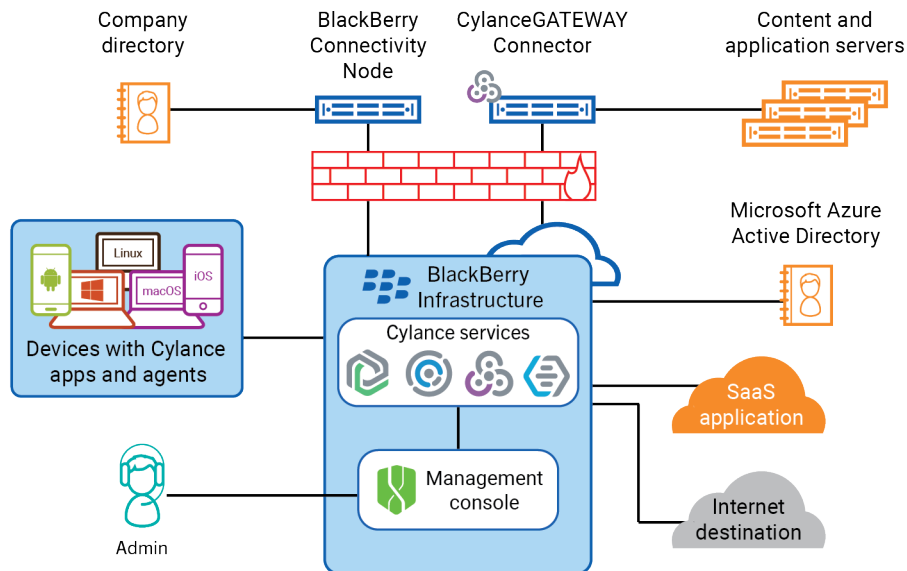 Company
directory
BlackBerry
Connectivity
Node
CylanceGATEWAY
Connector
Content and
application servers
Microsoft Azure
Active Directory
Linux
macOS
iOS
Devices with Cylance
apps and agents
BlackBerry
Infrastructure
Cylance services
SaaS
application
Management
console
Admin
Internet
destination